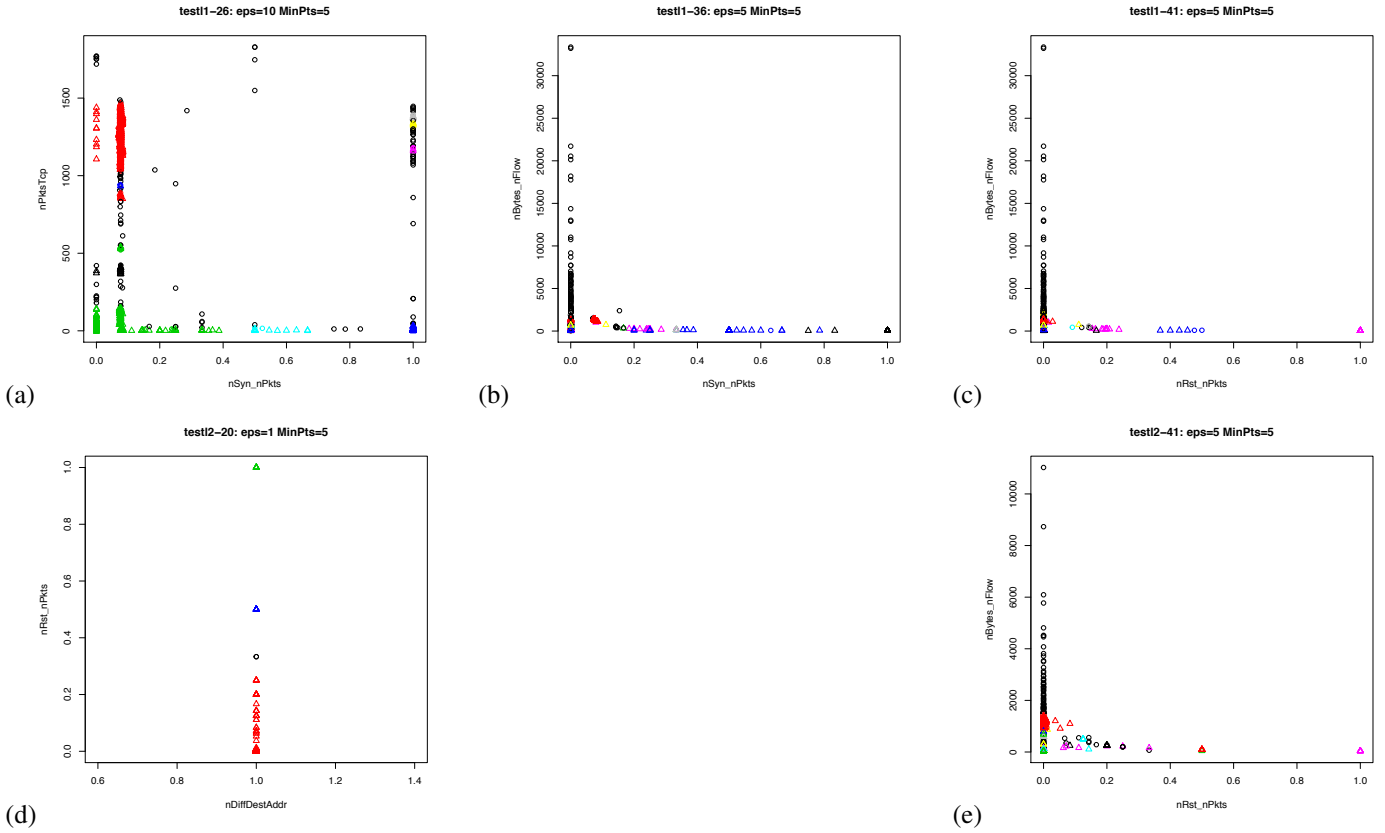 testl1-26: eps=10 MinPts=5
testl1-36: eps=5 MinPts=5
testl1-41: eps=5 MinPts=5
nPktsTcp
0 500 1000 1500
0.0 0.2 0.4 0.6 0.8 1.0
nSyn_nPkts
(a)
nBytes_nFlow
0 5000 10000 15000 20000 25000 30000
0.0 0.2 0.4 0.6 0.8 1.0
nSyn_nPkts
(b)
nBytes_nFlow
0 5000 10000 15000 20000 25000 30000
0.0 0.2 0.4 0.6 0.8 1.0
nRst_nPkts
(c)
testl2-20: eps=1 MinPts=5
testl2-41: eps=5 MinPts=5
nRst_nPkts
0.0 0.2 0.4 0.6 0.8 1.0
0.6 0.8 1.0 1.2 1.4
nDiffDestAddr
(d)
nBytes_nFlow
0 2000 4000 6000 8000 10000
0.0 0.2 0.4 0.6 0.8 1.0
nRst_nPkts
(e)